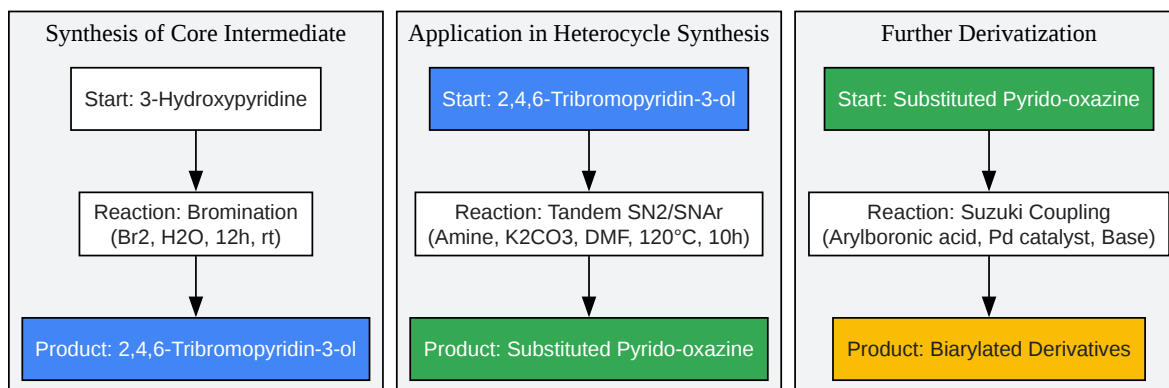 Synthesis of Core Intermediate
Start: 3-Hydroxypyridine
Reaction: Bromination
(Br2, H2O, 12h, rt)
Product: 2,4,6-Tribromopyridin-3-ol
Application in Heterocycle Synthesis
Start: 2,4,6-Tribromopyridin-3-ol
Reaction: Tandem SN2/SNAr
(Amine, K2CO3, DMF, 120°C, 10h)
Product: Substituted Pyrido-oxazine
Further Derivatization
Start: Substituted Pyrido-oxazine
Reaction: Suzuki Coupling
(Arylboronic acid, Pd catalyst, Base)
Product: Biarylated Derivatives